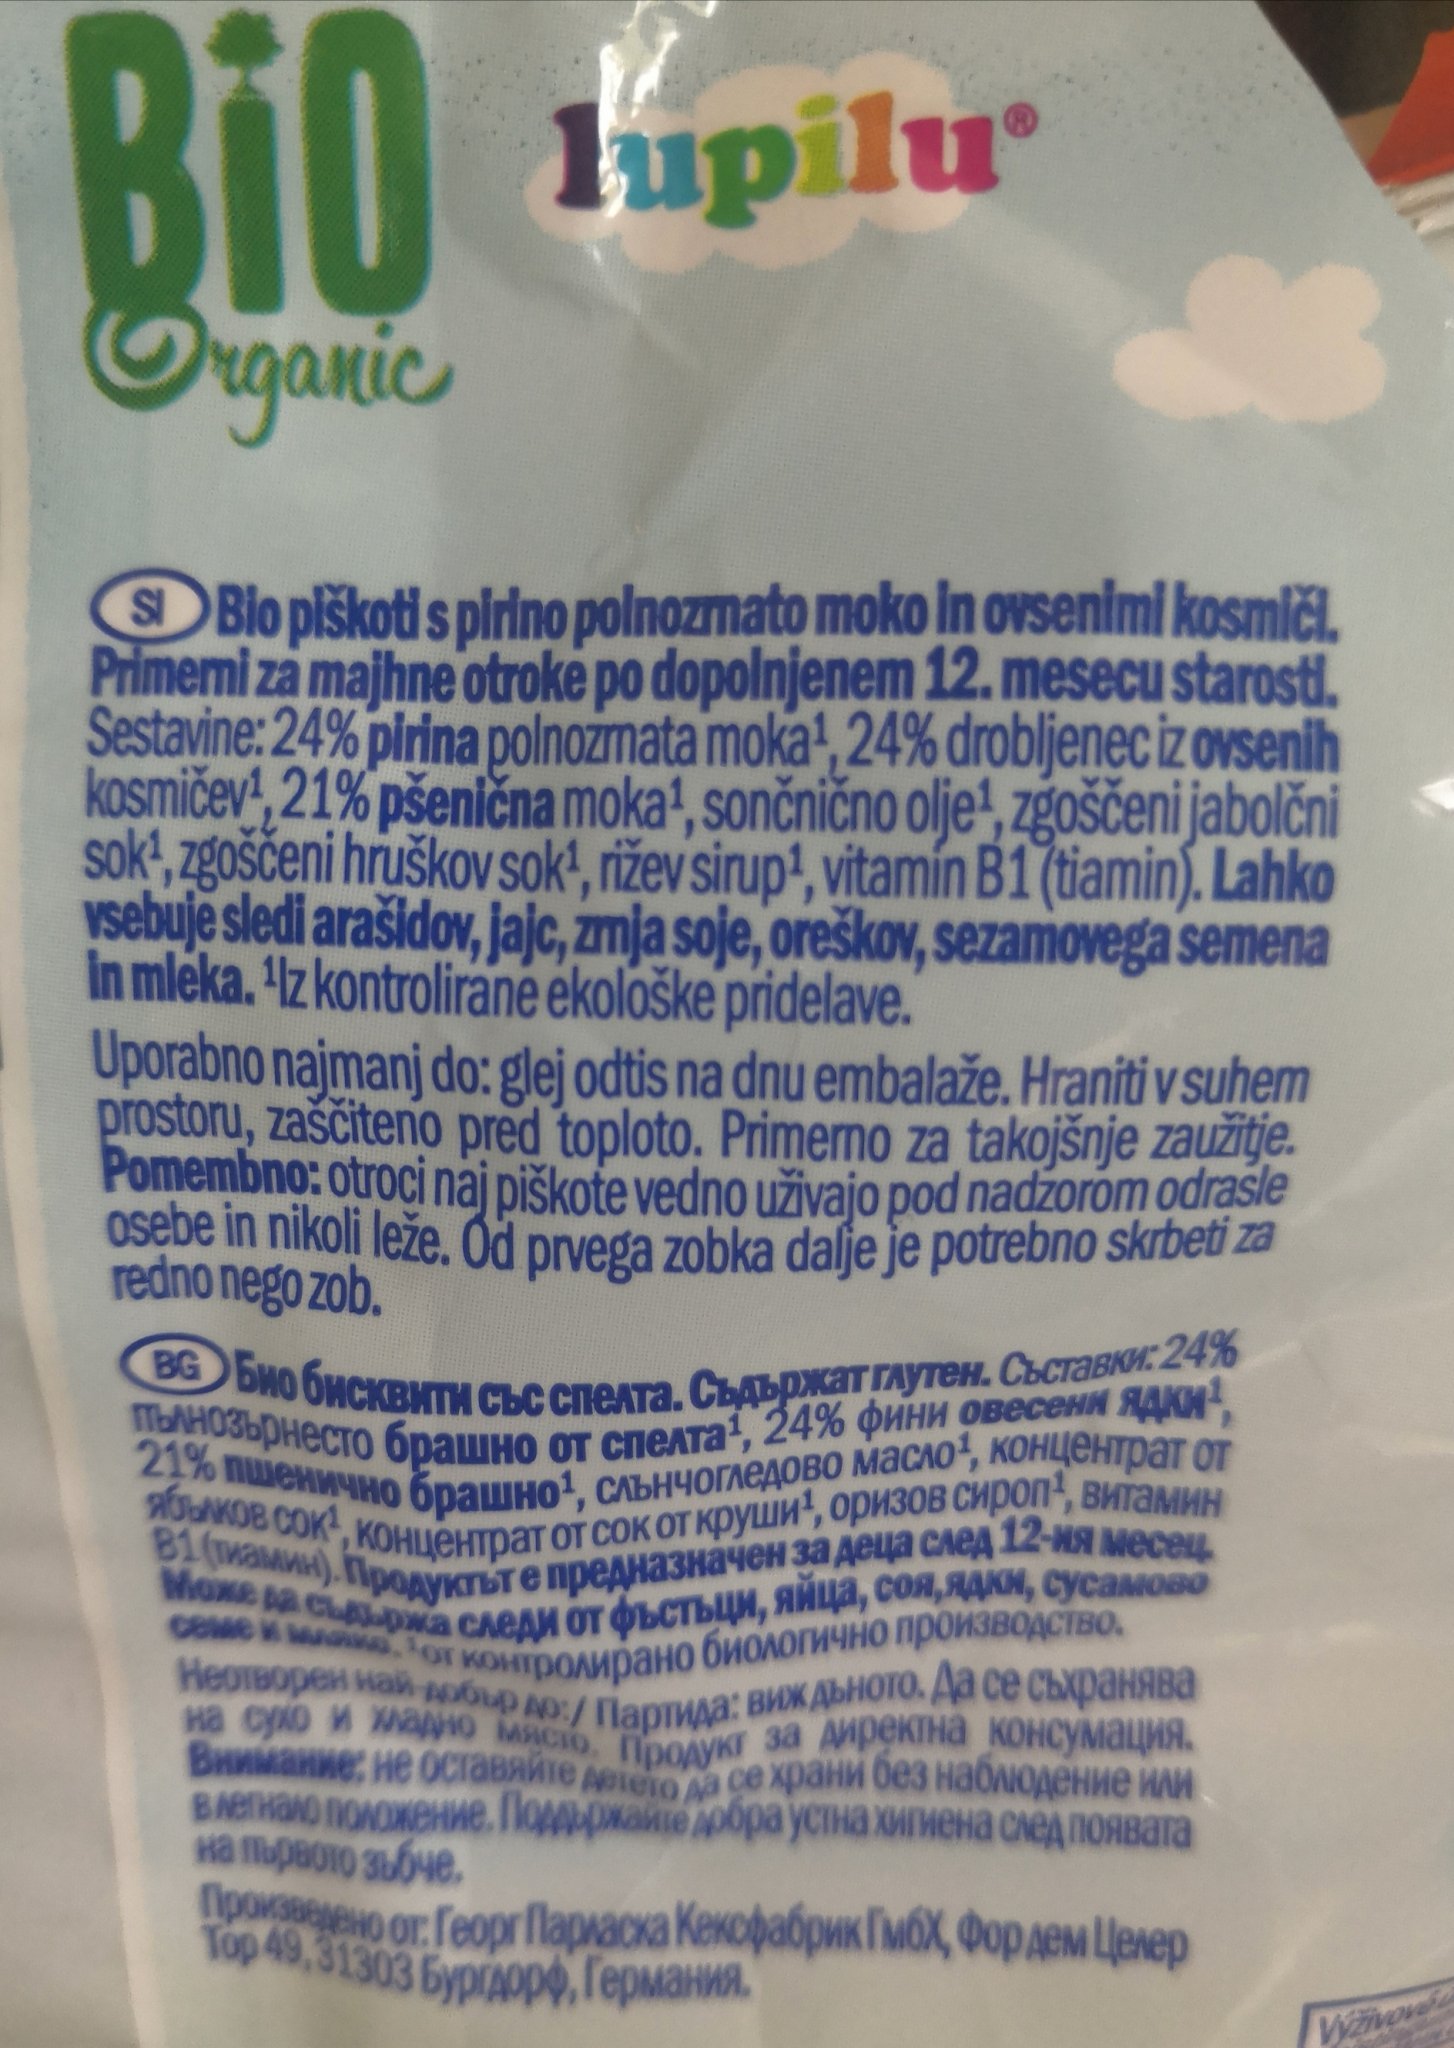 BiO
Organic
lupilu®
SI Bio piškoti s pirino polnozrnato moko in ovsenimi kosmiči.
Primerni za majhne otroke po dopolnjenem 12. mesecu starosti.
Sestavine: 24% pirina polnozrnata moka¹, 24% drobljenec iz ovsenih
kosmičev¹, 21% pšenična moka¹, sončnično olje¹, zgoščeni jabolčni
sok¹, zgoščeni hruškov sok¹, rižev sirup¹, vitamin B1 (tiamin). Lahko
vsebuje sledi arašidov, jajc, zrnja soje, oreškov, sezamovega semena
in mleka. ¹Iz kontrolirane ekološke pridelave.
Uporabno najmanj do: glej odtis na dnu embalaže. Hraniti v suhem
prostoru, zaščiteno pred toploto. Primerno za takojšnje zaužitje.
Pomembno: otroci naj piškote vedno uživajo pod nadzorom odrasle
osebe in nikoli leže. Od prvega zobka dalje je potrebno skrbeti za
redno nego zob.
BG Био бисквити със спелта. Съдържат глутен. Съставки: 24%
пълнозърнесто брашно от спелта¹, 24% фини овесени ядки¹,
21% пшенично брашно¹, слънчогледово масло¹, концентрат от
ябълков сок¹, концентрат от сок от круши¹, оризов сироп¹, витамин
B1 (тиамин). Продуктът е предназначен за деца след 12-ия месец.
Може да съдържа следи от фъстъци, яйца, соя, ядки, сусамово
семе и мляко. ¹от контролирано биологично производство.
Неотворен най-добър до:/ Партида: виж дъното. Да се съхранява
на сухо и хладно място. Продукт за директна консумация.
Внимание: не оставяйте детето да се храни без наблюдение или
в легнало положение. Поддържайте добра устна хигиена след появата
на първото зъбче.
Произведено от: Георг Парласка Кексфабрик ГмбХ, Фор дем Целер
Тор 49, 31303 Бургдорф, Германия.